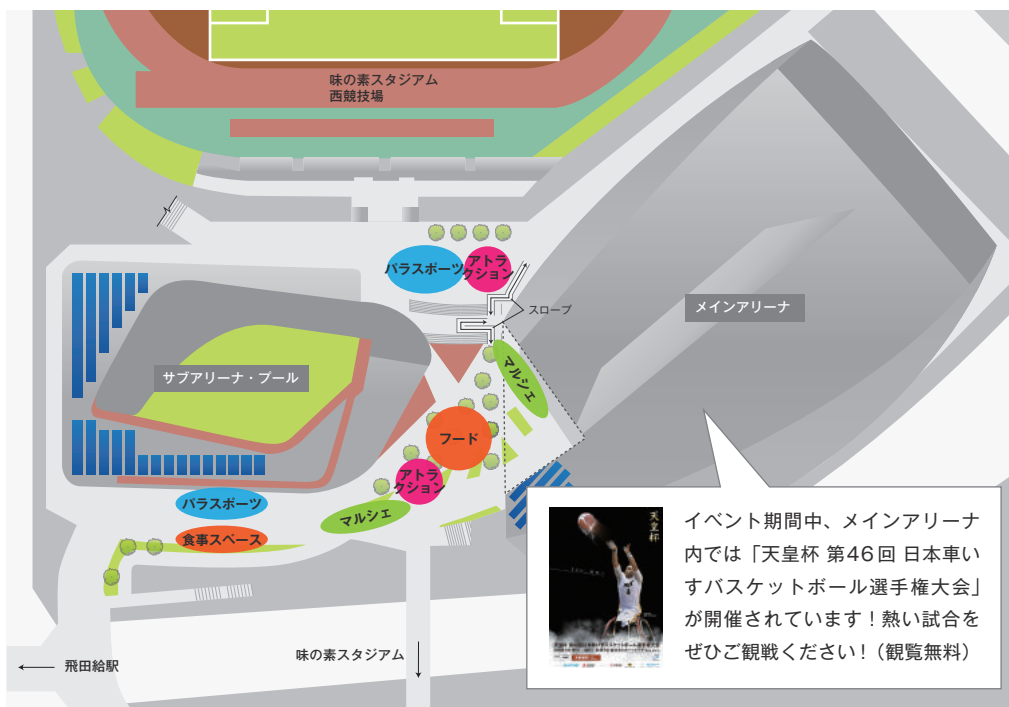 味の素スタジアム
西競技場
パラスポーツ
アトラ
クション
スロープ
メインアリーナ
マルシェ
サブアリーナ・プール
フード
アトラ
クション
パラスポーツ
マルシェ
食事スペース
天皇杯
イベント期間中、メインアリーナ
内では「天皇杯 第46回 日本車い
すバスケットボール選手権大会」
が開催されています！熱い試合を
ぜひご観戦ください！（観覧無料）
味の素スタジアム
飛田給駅